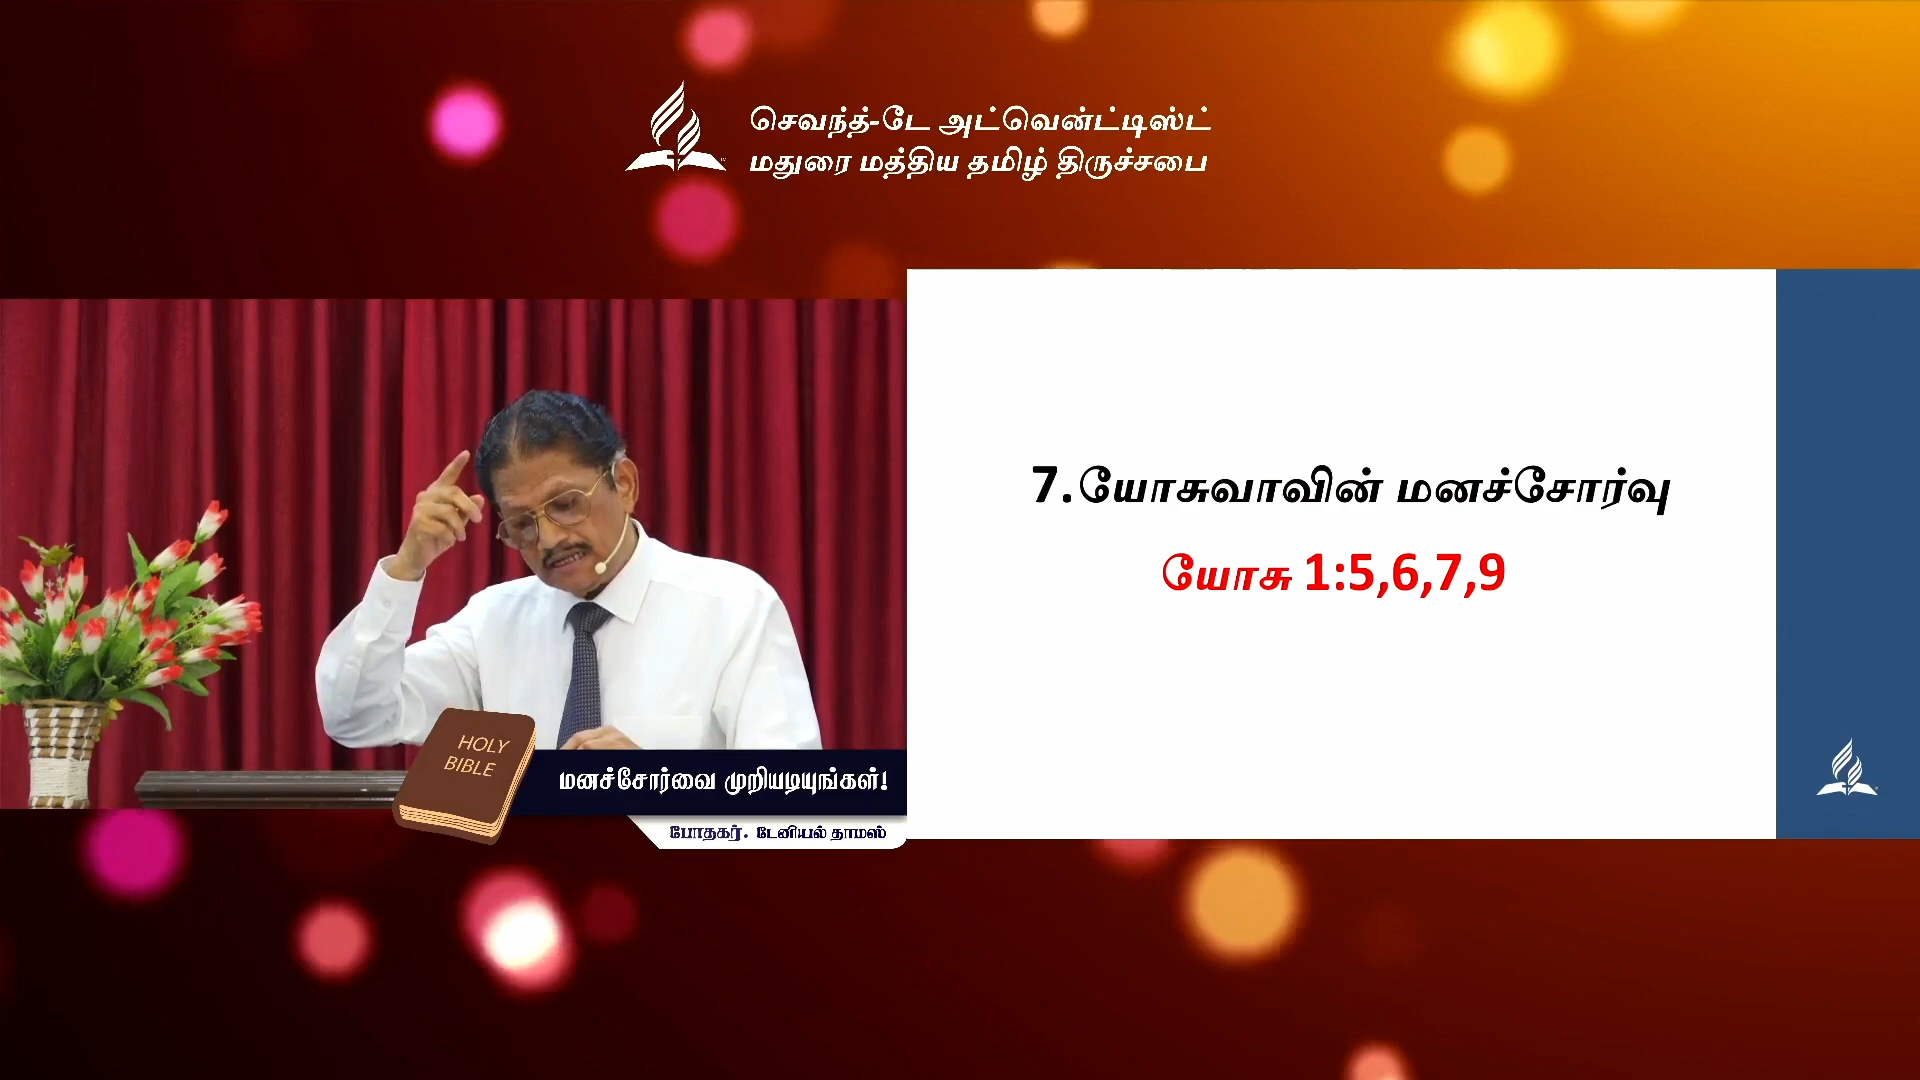 செவந்த்-டே அட்வென்ட்டிஸ்ட்
மதுரை மத்திய தமிழ் திருச்சபை
7.யோசுவாவின் மனச்சோர்வு
யோசு 1:5,6,7,9
HOLY
BIBLE
மனச்சோர்வை முறியடியுங்கள்!
போதகர். டேனியல் தாமஸ்